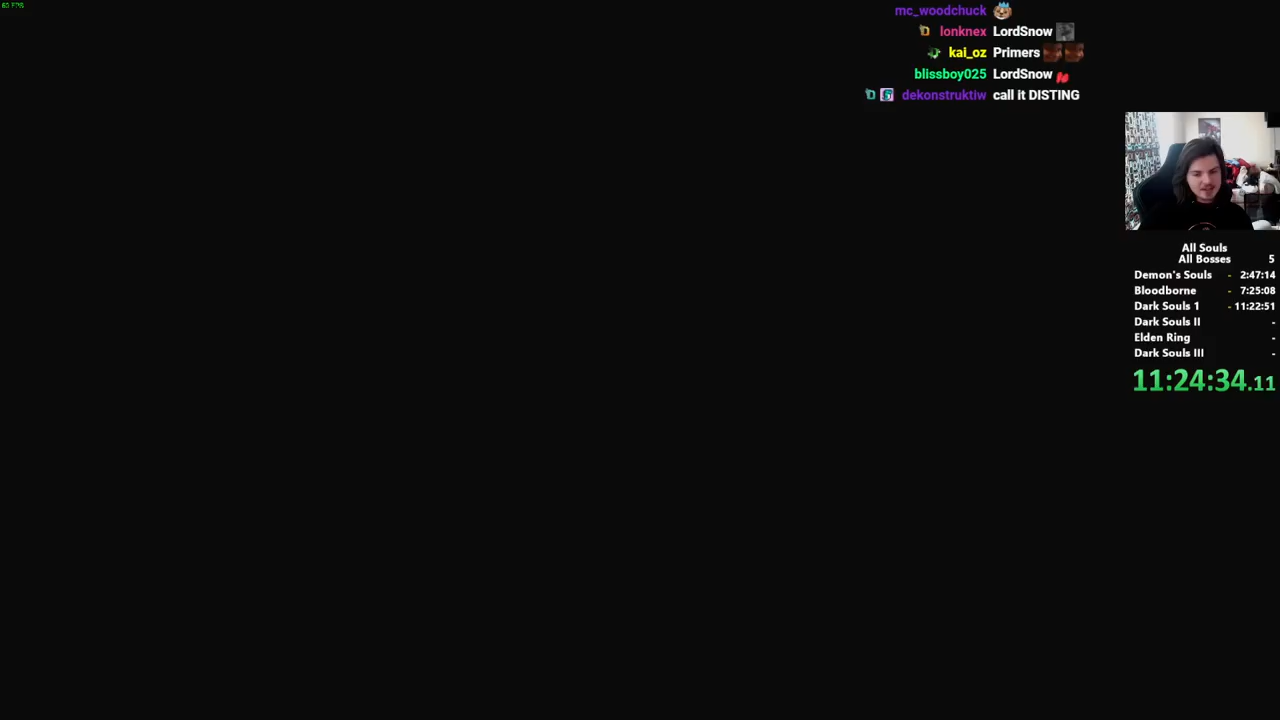 60 FPS
mc_woodchuck
lonknex LordSnow
kai_oz Primers
blissboy025 LordSnow
dekonstruktiw call it DISTING
All Souls
All Bosses 5
Demon's Souls - 2:47:14
Bloodborne - 7:25:08
Dark Souls 1 - 11:22:51
Dark Souls II -
Elden Ring -
Dark Souls III -
11:24:34.11